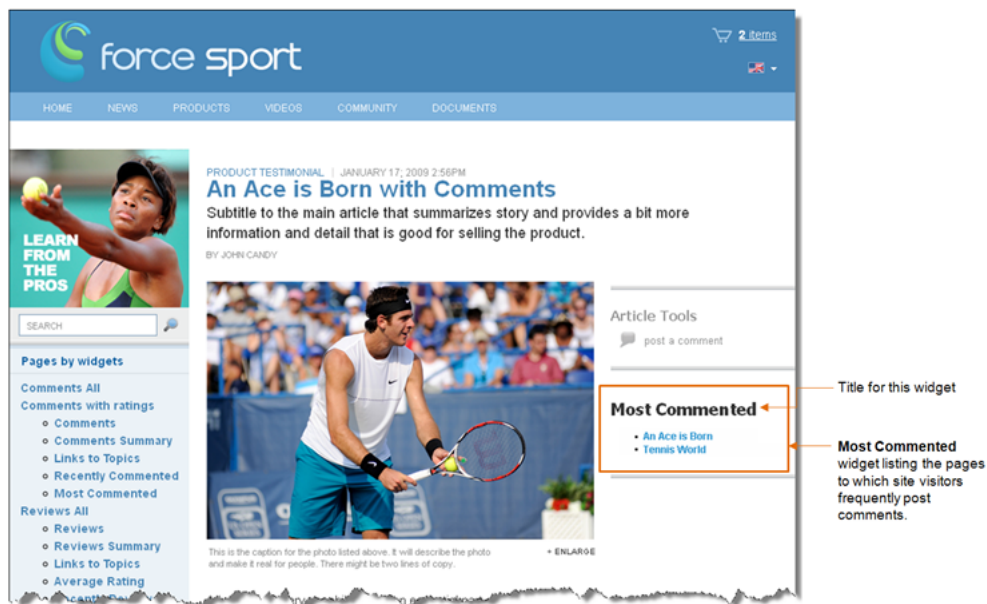 force sport
2 items
HOME NEWS PRODUCTS VIDEOS COMMUNITY DOCUMENTS
LEARN
FROM
THE
PROS
SEARCH
Pages by widgets
Comments All
Comments with ratings
Comments
Comments Summary
Links to Topics
Recently Commented
Most Commented
Reviews All
Reviews
Reviews Summary
Links to Topics
Average Rating
PRODUCT TESTIMONIAL | JANUARY 17; 2009 2:56PM
An Ace is Born with Comments
Subtitle to the main article that summarizes story and provides a bit more
information and detail that is good for selling the product.
BY JOHN CANDY
This is the caption for the photo listed above. It will describe the photo
and make it real for people. There might be two lines of copy.
+ ENLARGE
Article Tools
post a comment
Most Commented
• An Ace is Born
• Tennis World
Title for this widget
Most Commented
widget listing the pages
to which site visitors
frequently post
comments.